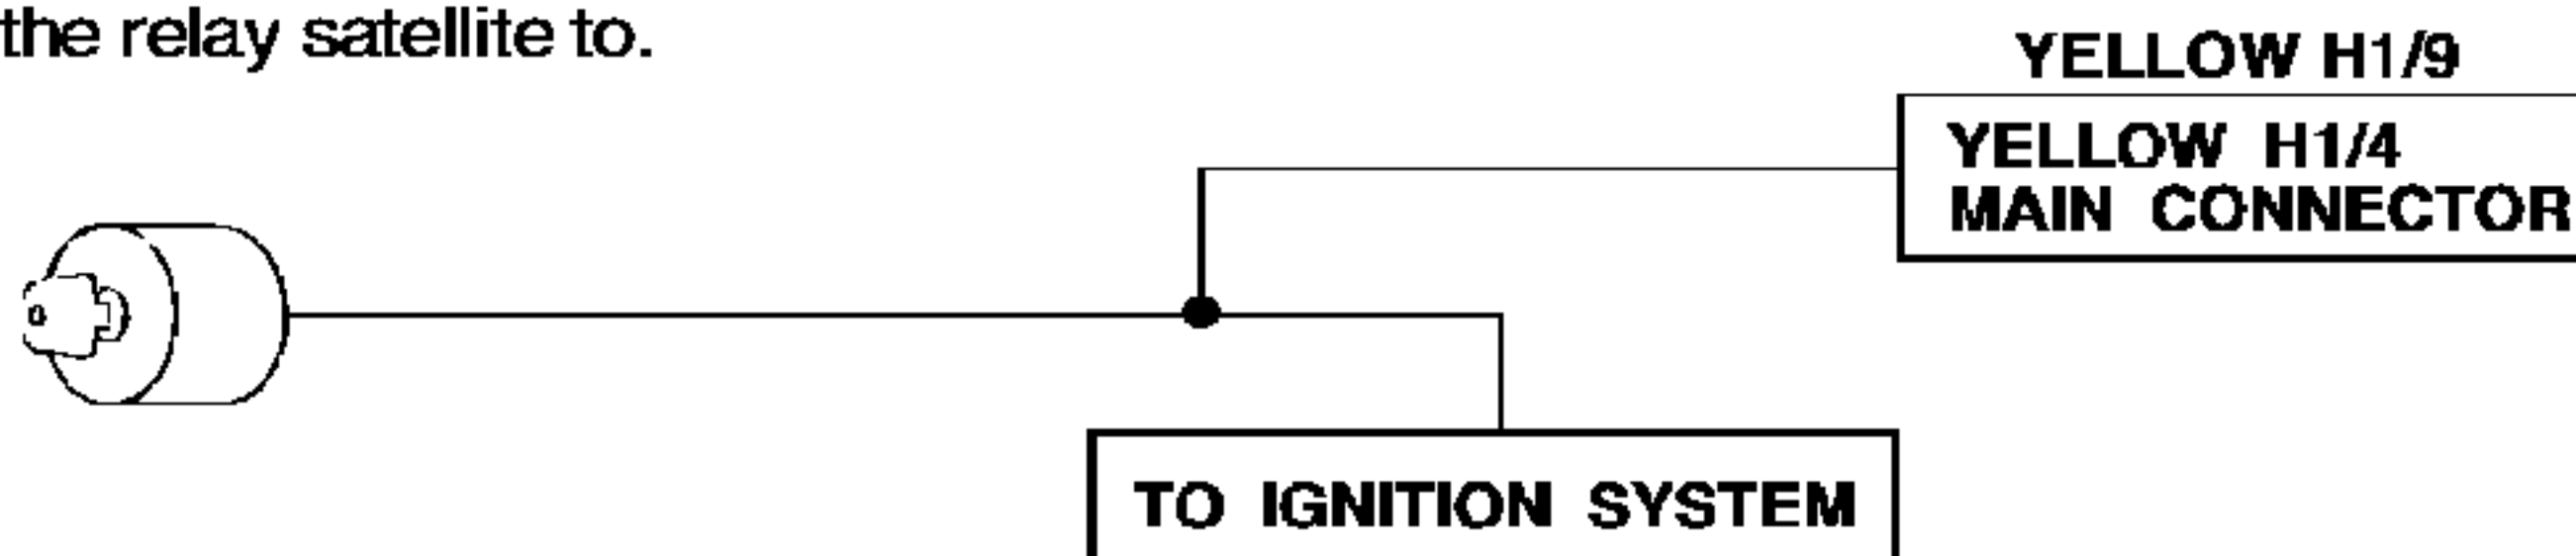 the relay satellite to.
YELLOW H1/9
YELLOW H1/4
MAIN CONNECTOR
TO IGNITION SYSTEM